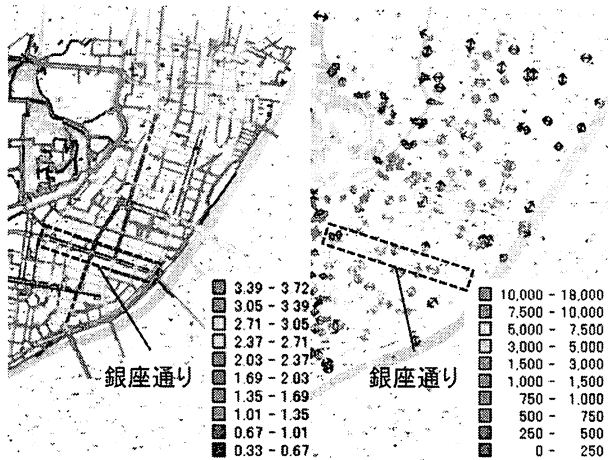 3.39 - 3.72
3.05 - 3.39
2.71 - 3.05
2.37 - 2.71
2.03 - 2.37
1.69 - 2.03
1.35 - 1.69
1.01 - 1.35
0.67 - 1.01
0.33 - 0.67
銀座通り
10,000 - 18,000
7,500 - 10,000
5,000 - 7,500
3,000 - 5,000
1,500 - 3,000
1,000 - 1,500
750 - 1,000
500 - 750
250 - 500
0 - 250
銀座通り